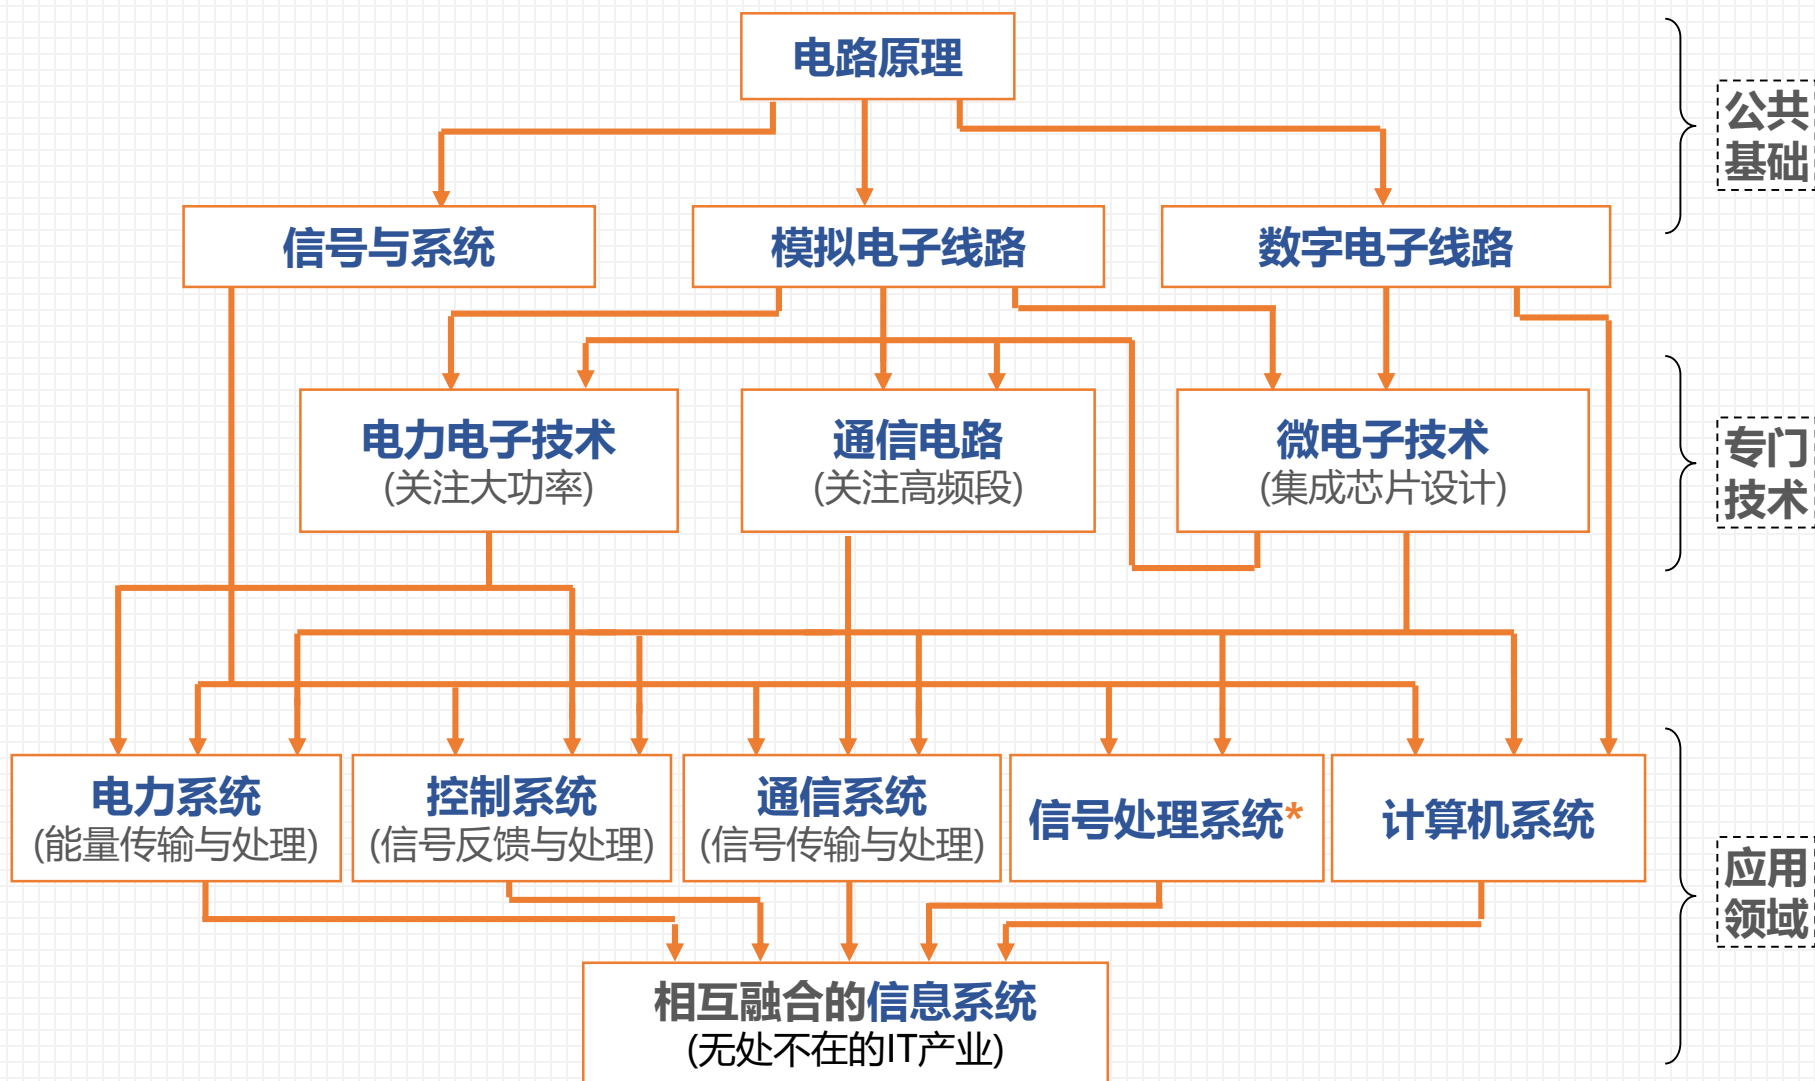 电路原理
公共
基础
信号与系统
模拟电子线路
数字电子线路
电力电子技术
(关注大功率)
通信电路
(关注高频段)
微电子技术
(集成芯片设计)
专门
技术
电力系统
(能量传输与处理)
控制系统
(信号反馈与处理)
通信系统
(信号传输与处理)
信号处理系统*
计算机系统
应用
领域
相互融合的信息系统
(无处不在的IT产业)